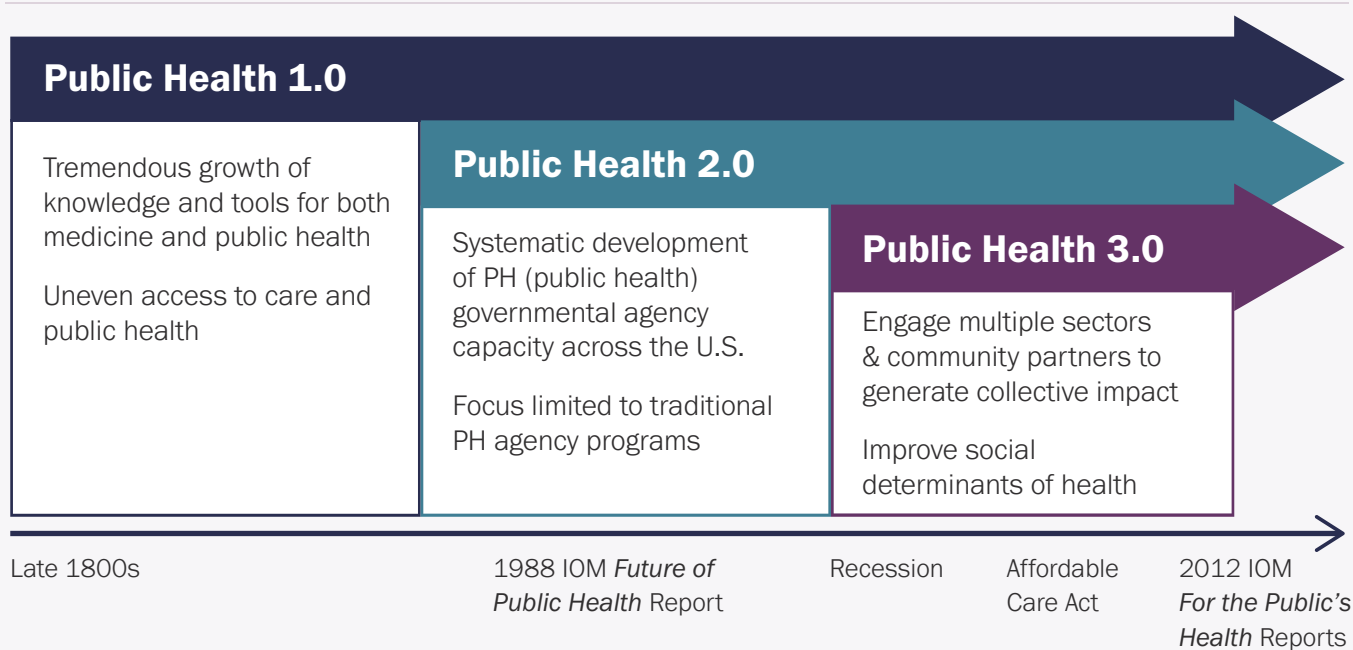 Public Health 1.0
Tremendous growth of
knowledge and tools for both
medicine and public health
Uneven access to care and
public health
Public Health 2.0
Systematic development
of PH (public health)
governmental agency
capacity across the U.S.
Focus limited to traditional
PH agency programs
Public Health 3.0
Engage multiple sectors
& community partners to
generate collective impact
Improve social
determinants of health
Late 1800s
1988 IOM Future of
Public Health Report
Recession
Affordable
Care Act
2012 IOM
For the Public's
Health Reports